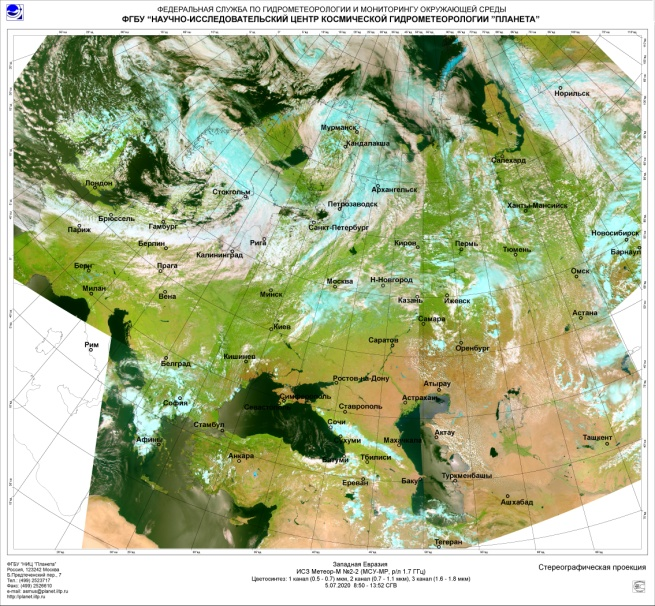 ФЕДЕРАЛЬНАЯ СЛУЖБА ПО ГИДРОМЕТЕОРОЛОГИИ И МОНИТОРИНГУ ОКРУЖАЮЩЕЙ СРЕДЫ
ФГБУ "НАУЧНО-ИССЛЕДОВАТЕЛЬСКИЙ ЦЕНТР КОСМИЧЕСКОЙ ГИДРОМЕТЕОРОЛОГИИ "ПЛАНЕТА"
Норильск
Мурманск
Кандалакша
Салехард
Лондон
Стокгольм
Архангельск
Петрозаводск
Ханты-Мансийск
Брюссель
Париж
Гамбург
Санкт-Петербург
Новосибирск
Берлин
Рига
Киров
Пермь
Тюмень
Барнаул
Калининград
Берн
Прага
Омск
Милан
Вена
Минск
Москва
Н-Новгород
Казань
Ижевск
Астана
Самара
Киев
Рим
Саратов
Оренбург
Белград
Кишинев
Ростов-на-Дону
Атырау
София
Симферополь
Ставрополь
Астрахань
Стамбул
Сочи
Афины
Актау
Ташкент
Анкара
Тбилиси
Ереван
Баку
Туркменбашы
Ашхабад
Тегеран
ФГБУ "НИЦ "Планета"
Россия, 123242 Москва
Б.Предтеченский пер., 7
Тел.: (499) 2523717
Факс: (499) 2526610
e-mail: asmus@planet.iitp.ru
http://planet.iitp.ru
Западная Евразия
ИСЗ Метеор-М №2-2 (МСУ-МР, р/л 1.7 ГГц)
Цветосинтез: 1 канал (0.5 - 0.7) мкм, 2 канал (0.7 - 1.1 мкм), 3 канал (1.6 - 1.8 мкм)
5.07.2020 8:50 - 13:52 СГВ
Стереографическая проекция